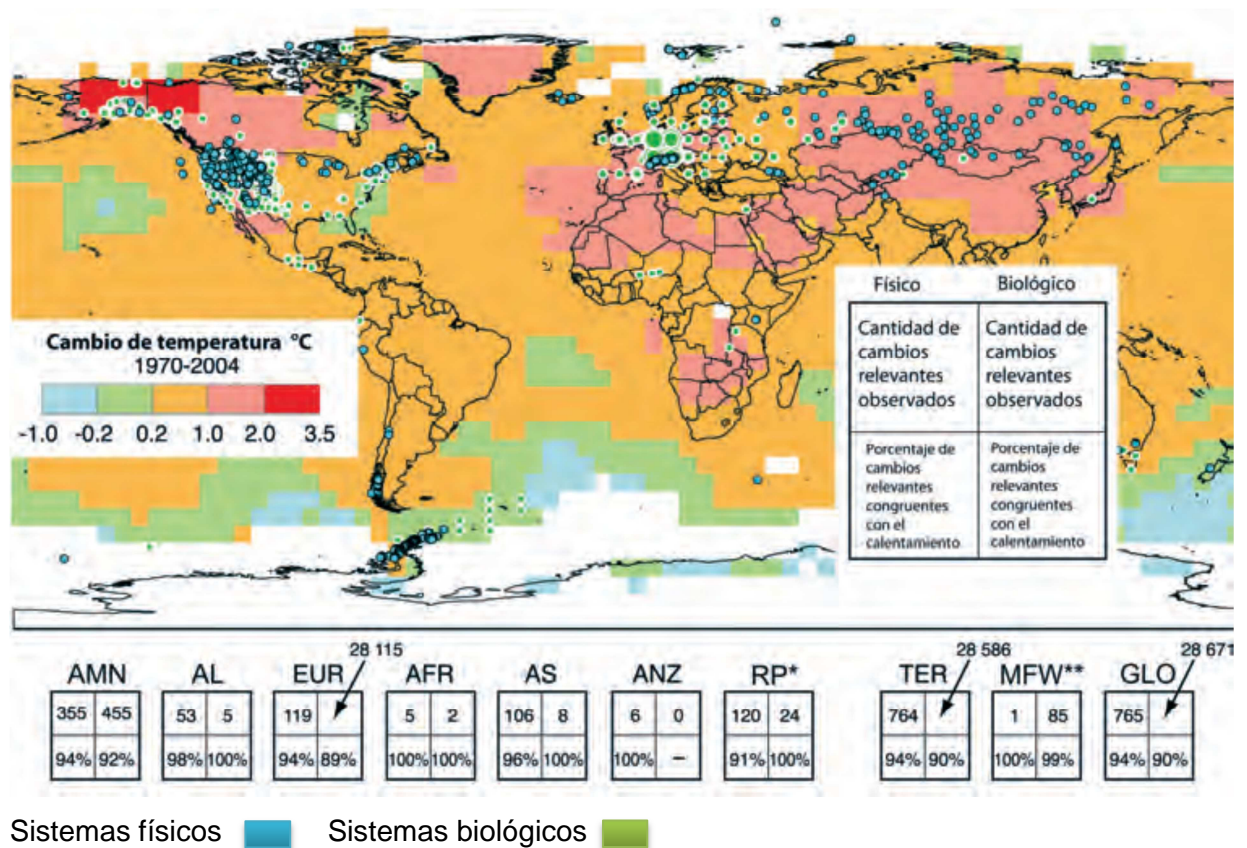 Físico Biológico
Cantidad de
cambios
relevantes
observados
Cantidad de
cambios
relevantes
observados
Porcentaje de
cambios
relevantes
congruentes
con el
calentamiento
Porcentaje de
cambios
relevantes
congruentes
con el
calentamiento
Cambio de temperatura °C
1970-2004
-1.0 -0.2 0.2 1.0 2.0 3.5
28 115 28 586 28 671
AMN AL EUR AFR AS ANZ RP* TER MFW** GLO
355 455 53 5 119 5 2 106 8 6 0 120 24 764 1 85 765
94% 92% 98% 100% 94% 89% 100% 100% 96% 100% 100% – 91% 100% 94% 90% 100% 99% 94% 90%
Sistemas físicos Sistemas biológicos